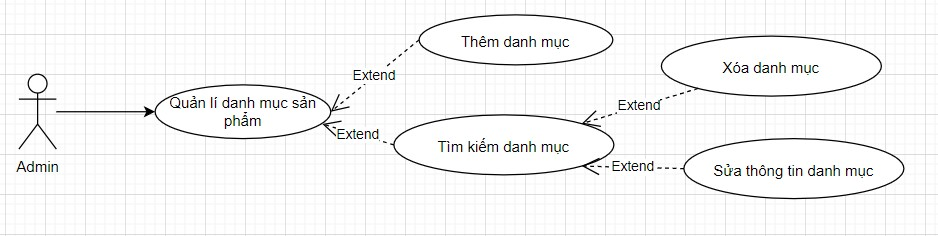 Thêm danh mục
Extend
Xóa danh mục
Quản lí danh mục sản
phẩm
Extend
Extend
Tìm kiếm danh mục
Extend
Sửa thông tin danh mục
Admin